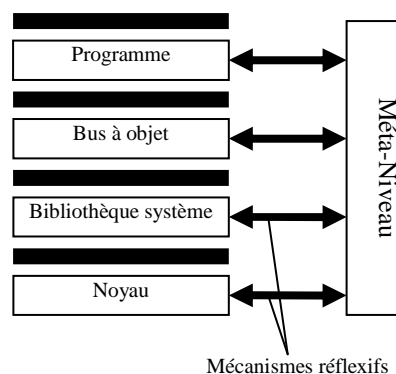 Programme
Bus à objet
Bibliothèque système
Noyau
Méta-Niveau
Mécanismes réflexifs